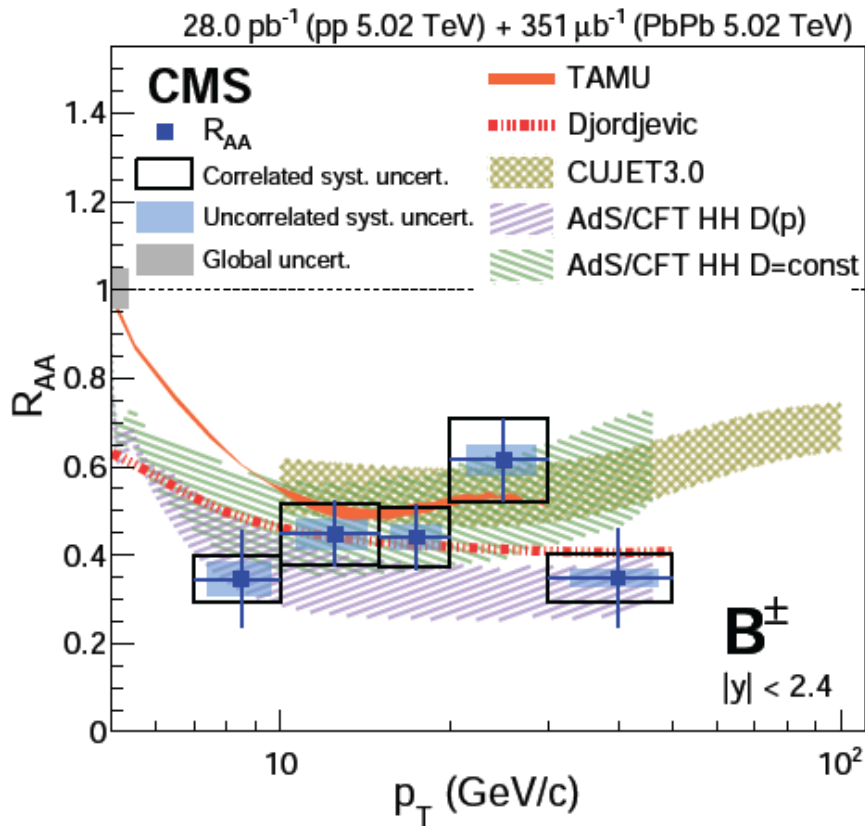 28.0 pb⁻¹ (pp 5.02 TeV) + 351 μb⁻¹ (PbPb 5.02 TeV)
CMS
R_AA
Correlated syst. uncert.
Uncorrelated syst. uncert.
Global uncert.
TAMU
Djordjevic
CUJET3.0
AdS/CFT HH D(p)
AdS/CFT HH D=const
R_AA
1.4
1.2
1
0.8
0.6
0.4
0.2
0
B±
|y| < 2.4
10
10²
p_T (GeV/c)